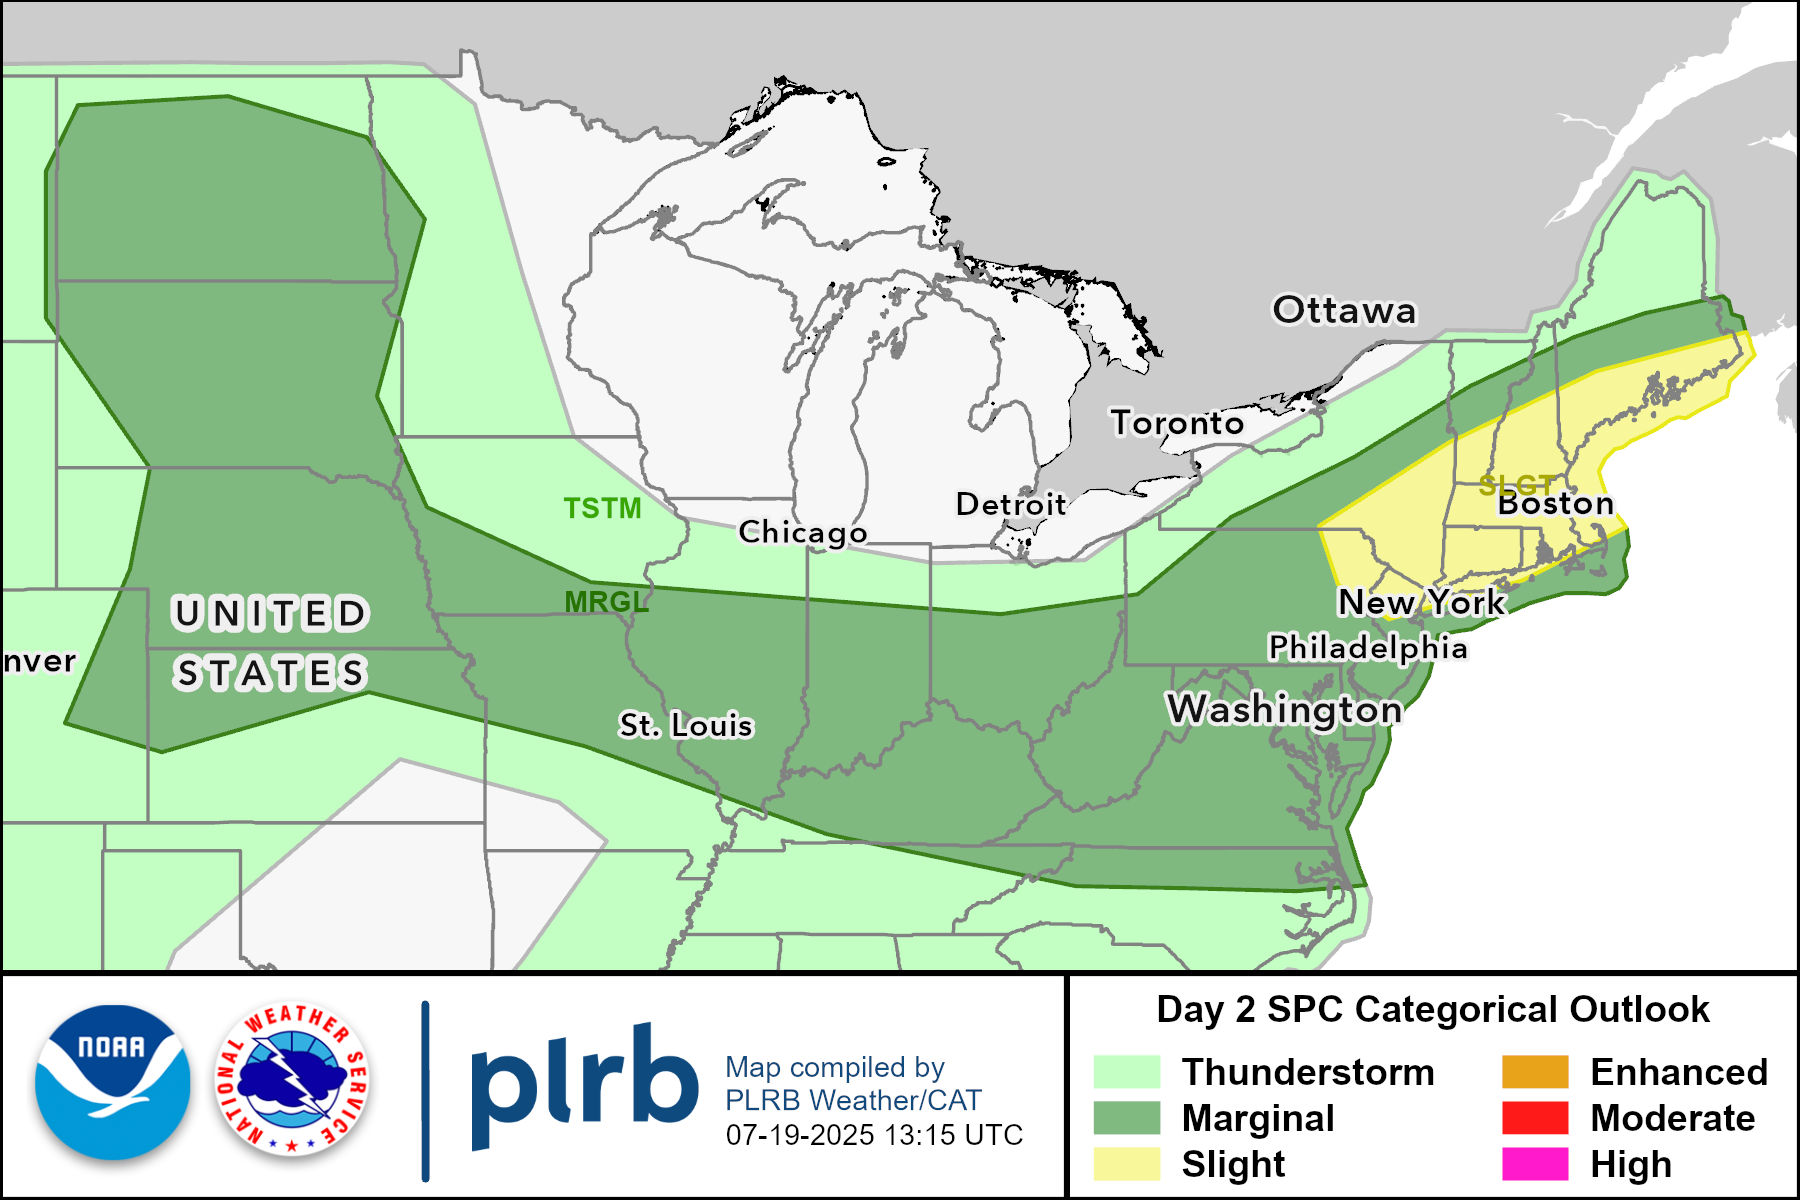 Ottawa
Toronto
TSTM
Detroit
SLGT
Boston
Chicago
MRGL
New York
UNITED
STATES
Philadelphia
nver
Washington
St. Louis
NOAA
NATIONAL WEATHER SERVICE
plrb
Map compiled by
PLRB Weather/CAT
07-19-2025 13:15 UTC
Day 2 SPC Categorical Outlook
Thunderstorm
Marginal
Slight
Enhanced
Moderate
High